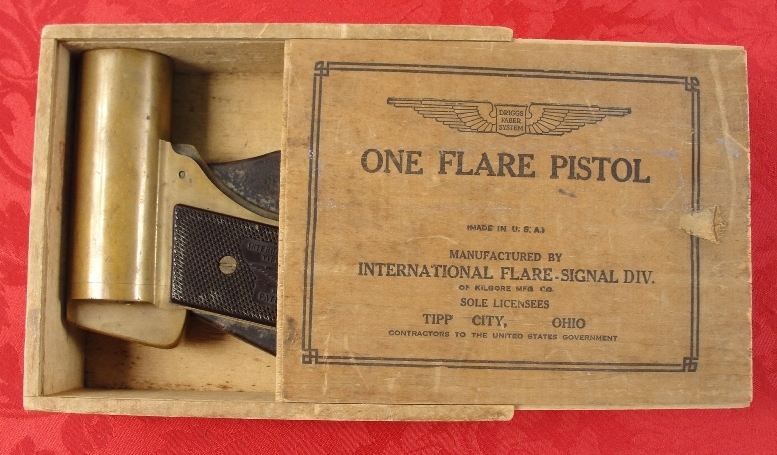 DRIGGS
FABER
SYSTEM
ONE FLARE PISTOL
(MADE IN U. S. A.)
MANUFACTURED BY
INTERNATIONAL FLARE-SIGNAL DIV.
OF KILGORE MFG CO.
SOLE LICENSEES
TIPP CITY, OHIO
CONTRACTORS TO THE UNITED STATES GOVERNMENT